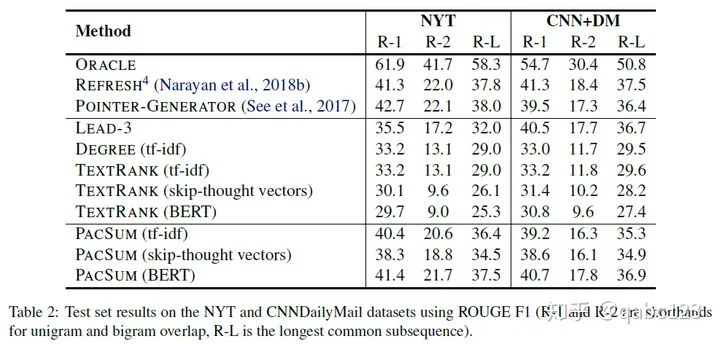 Method NYT CNN+DM
R-1 R-2 R-L R-1 R-2 R-L
ORACLE 61.9 41.7 58.3 54.7 30.4 50.8
REFRESH4 (Narayan et al., 2018b) 41.3 22.0 37.8 41.3 18.4 37.5
POINTER-GENERATOR (See et al., 2017) 42.7 22.1 38.0 39.5 17.3 36.4
LEAD-3 35.5 17.2 32.0 40.5 17.7 36.7
DEGREE (tf-idf) 33.2 13.1 29.0 33.0 11.7 29.5
TEXTRANK (tf-idf) 33.2 13.1 29.0 33.2 11.8 29.6
TEXTRANK (skip-thought vectors) 30.1 9.6 26.1 31.4 10.2 28.2
TEXTRANK (BERT) 29.7 9.0 25.3 30.8 9.6 27.4
PACSUM (tf-idf) 40.4 20.6 36.4 39.2 16.3 35.3
PACSUM (skip-thought vectors) 38.3 18.8 34.5 38.6 16.1 34.9
PACSUM (BERT) 41.4 21.7 37.5 40.7 17.8 36.9
Table 2: Test set results on the NYT and CNNDailyMail datasets using ROUGE F1 (R-1 and R-2 are shorthands
for unigram and bigram overlap, R-L is the longest common subsequence).
知乎 @qabc123